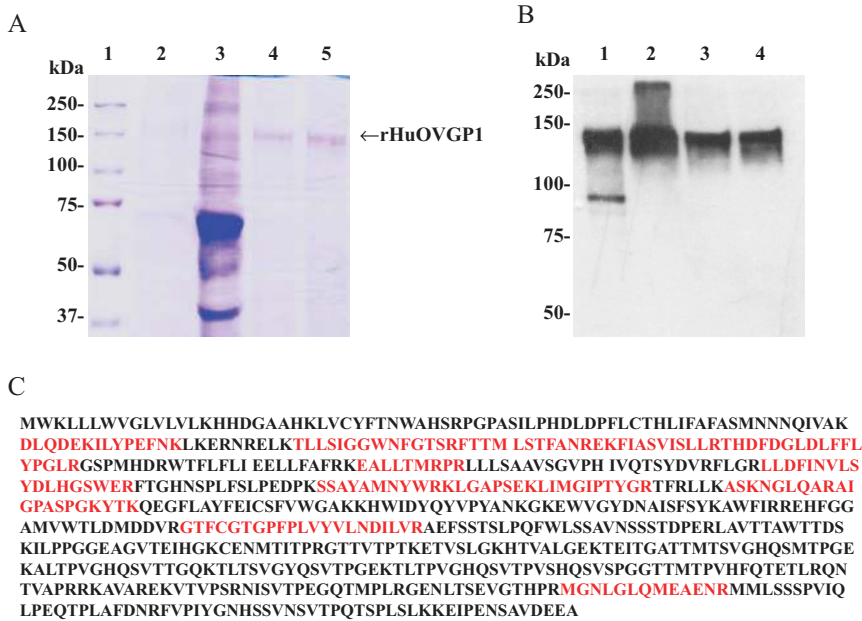 A
B
1 2 3 4 5
kDa
250-
150-
100-
75-
50-
37-
←rHuOVGP1
1 2 3 4
kDa
250-
150-
100-
75-
50-
C
MWKLLLWVGLVLVLKHHDGAAHKLVCYFTNWAHSRPGPASILPHDLDPFLCTHLIFAFASMNNNQIVAK
DLQDEKILYPEFNKLKERNRELKTLLSIGGWNFGTSRFTTM LSTFANREKFIASVISLLRTHDFDGLDLFFL
YPGLRGSPMHDRWTFLFLI EELLFAFRKEALLTMRPRLLLSAAVSGVPH IVQTSYDVRFLGRLLDFINVLS
YDLHGSWERFTGHNSPLFSLPEDPKSSAYAMNYWRKLGAPSEKLIMGIPTYGRTFRLLKASKNGLQARAI
GPASPGKYTKQEGFLAYFEICSFVWGAKKHWIDYQYVPYANKGKEWVGYDNAISFSYKAWFIRREHFGG
AMVWTLDMDDVRGTFCGTGPFPLVYVLNDILVRAEFSSTSLPQFWLSSAVNSSSTDPERLAVTTAWTTDS
KILPPGGEAGVTEIHGKCENMTITPRGTTVTPTKETVSLGKHTVALGEKTEITGATTMTSVGHQSMTPGE
KALTPVGHQSVTTGQKTLTSVGYQSVTPGEKTLTPVGHQSVTPVSHQSVSPGGTTMTPVHFQTETLRQN
TVAPRRKAVAREKVTVPSRNISVTPEGQTMPLRGENLTSEVGTHPRMGNLGLQMEAENRMMLSSSPVIQ
LPEQTPLAFDNRFVPIYGNHSSVNSVTPQTSPLSLKKEIPENSAVDEEA